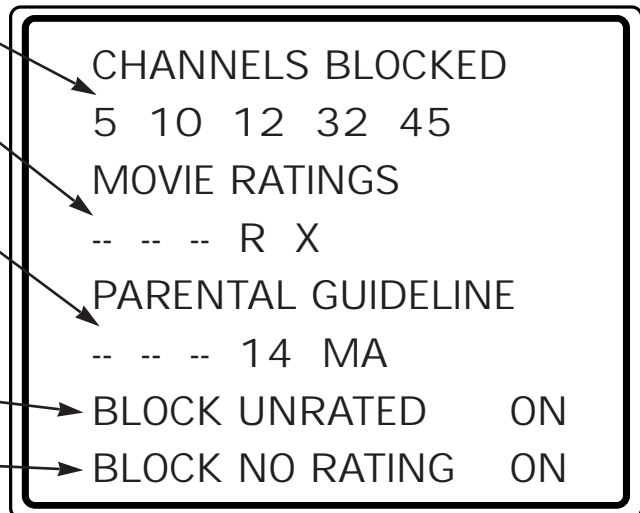 CHANNELS BLOCKED
5 10 12 32 45
MOVIE RATINGS
-- -- -- R X
PARENTAL GUIDELINE
-- -- -- 14 MA
BLOCK UNRATED ON
BLOCK NO RATING ON